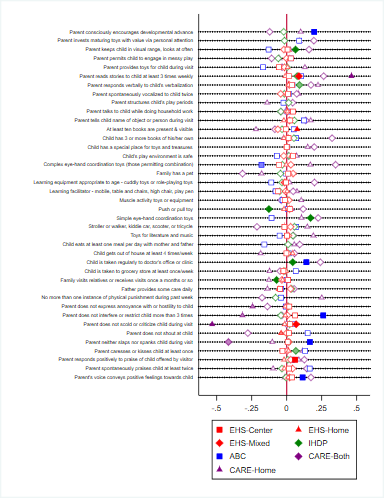 Parent consciously encourages developmental advance
Parent invests maturing toys with value via personal attention
Parent keeps child in visual range, looks at often
Parent permits child to engage in messy play
Parent provides toys for child during visit
Parent reads stories to child at least 3 times weekly
Parent responds verbally to child's verbalization
Parent spontaneously vocalized to child twice
Parent structures child's play periods
Parent talks to child while doing household work
Parent tells child name of object or person during visit
At least ten books are present & visible
Child has 3 or more books of his/her own
Child has a special place for toys and treasures
Child's play environment is safe
Complex eye-hand coordination toys (those permitting combination)
Family has a pet
Learning equipment appropriate to age - cuddly toys or role-playing toys
Learning facilitators - mobile, table and chairs, high chair, play pen
Muscle activity toys or equipment
Push or pull toy
Simple eye-hand coordination toys
Stroller or walker, kiddie car, scooter, or tricycle
Toys for literature and music
Child eats at least one meal per day with mother and father
Child gets out of house at least 4 times/week
Child is taken regularly to doctor's office or clinic
Child is taken to grocery store at least once/week
Family visits relatives or receives visits once a months or so
Father provides some care daily
No more than one instance of physical punishment during past week
Parent does not express annoyance with or hostility to child
Parent does not interfere or restrict child more than 3 times
Parent does not scold or criticize child during visit
Parent does not shout at child
Parent neither slaps nor spanks child during visit
Parent caresses or kisses child at least once
Parent responds positively to praise of child offered by visitor
Parent spontaneously praises child at least twice
Parent's voice conveys positive feelings towards child
-.5 -.25 0 .25 .5
EHS-Center EHS-Home
EHS-Mixed IHDP
ABC CARE-Both
CARE-Home